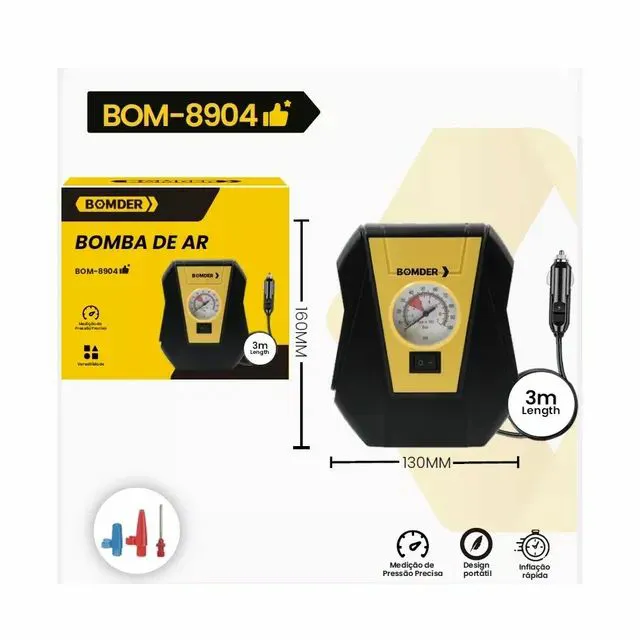 BOM-8904
BOMDER
BOMBA DE AR
BOM-8904
Medição de
Pressão Precisa
Versatilidade
3m
Length
160MM
BOMDER
3m
Length
130MM
Medição de
Pressão Precisa
Design
portátil
Inflação
rápida